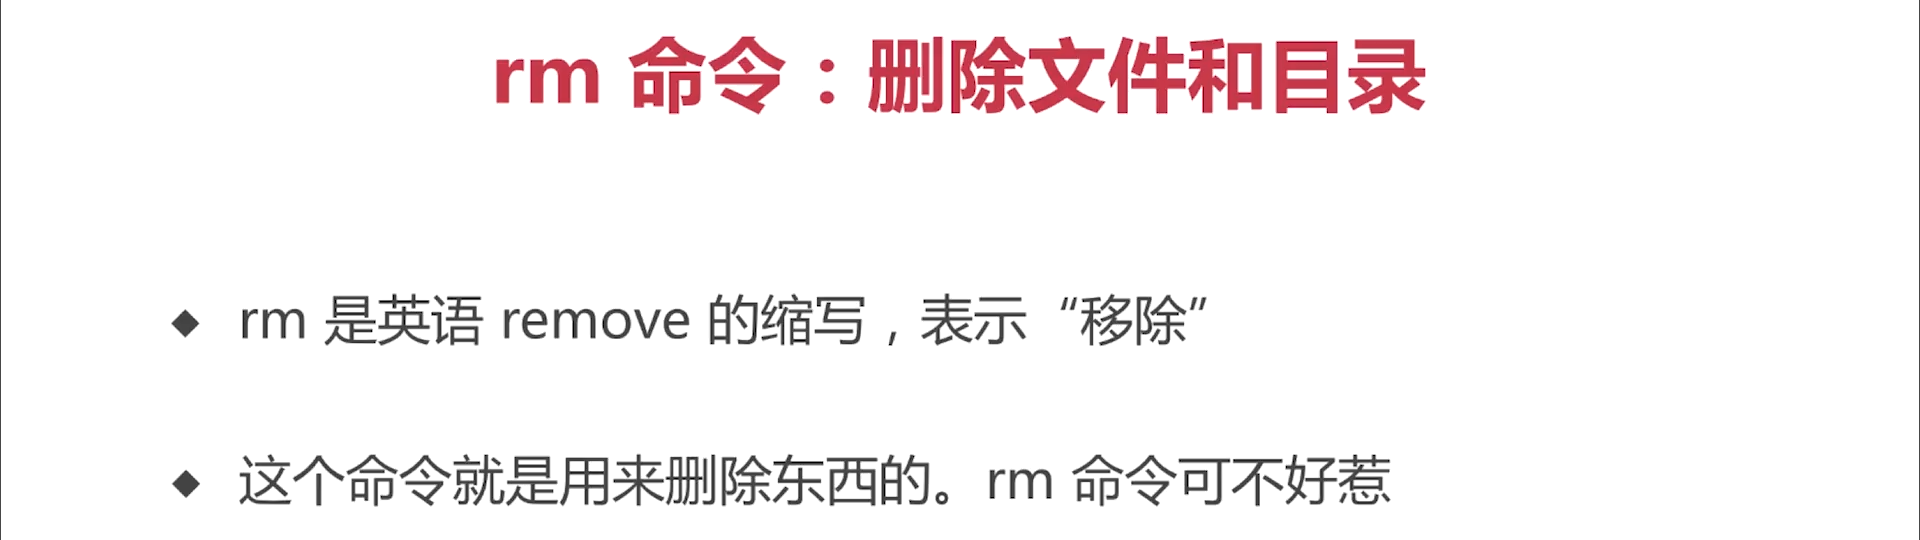 rm 命令：删除文件和目录
◆ rm 是英语 remove 的缩写，表示“移除”
◆ 这个命令就是用来删除东西的。rm 命令可不好惹